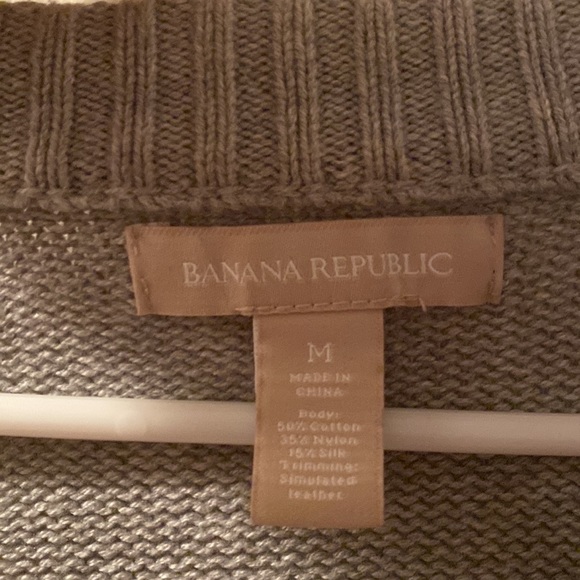 BANANA REPUBLIC
M
MADE IN
CHINA
Body:
50% Cotton
35% Nylon
15% Silk
Trimming:
Simulated
leather